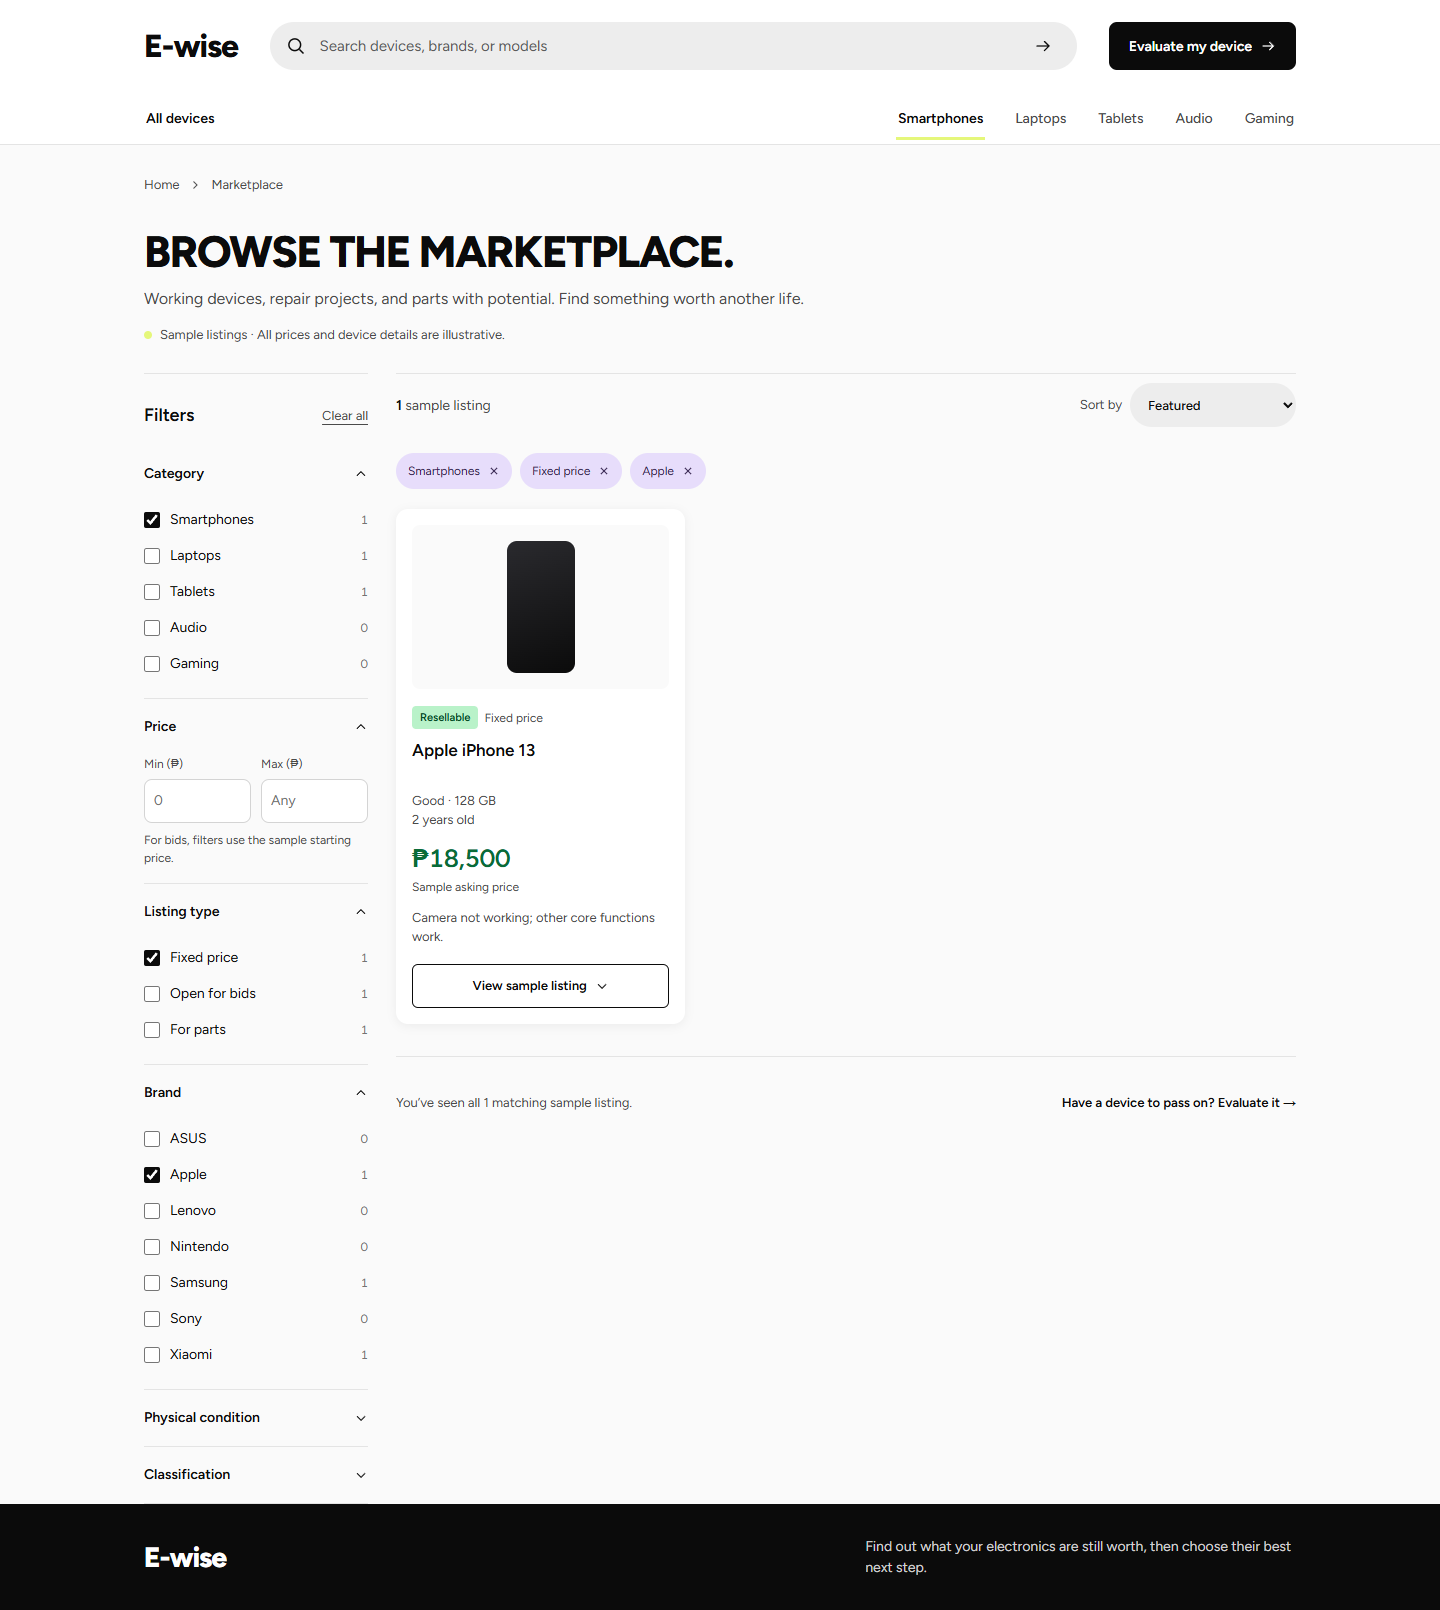 E-wise
Search devices, brands, or models
Evaluate my device →
All devices
Smartphones
Laptops
Tablets
Audio
Gaming
Home
Marketplace
BROWSE THE MARKETPLACE.
Working devices, repair projects, and parts with potential. Find something worth another life.
Sample listings · All prices and device details are illustrative.
Filters
Clear all
Category
Smartphones 1
Laptops 1
Tablets 1
Audio 0
Gaming 0
Price
Min (₱) Max (₱)
0 Any
For bids, filters use the sample starting
price.
Listing type
Fixed price 1
Open for bids 1
For parts 1
Brand
ASUS 0
Apple 1
Lenovo 0
Nintendo 0
Samsung 1
Sony 0
Xiaomi 1
Physical condition
Classification
1 sample listing
Sort by Featured
Smartphones ×
Fixed price ×
Apple ×
Resellable Fixed price
Apple iPhone 13
Good · 128 GB
2 years old
₱18,500
Sample asking price
Camera not working; other core functions
work.
View sample listing
You’ve seen all 1 matching sample listing.
Have a device to pass on? Evaluate it →
E-wise
Find out what your electronics are still worth, then choose their best
next step.